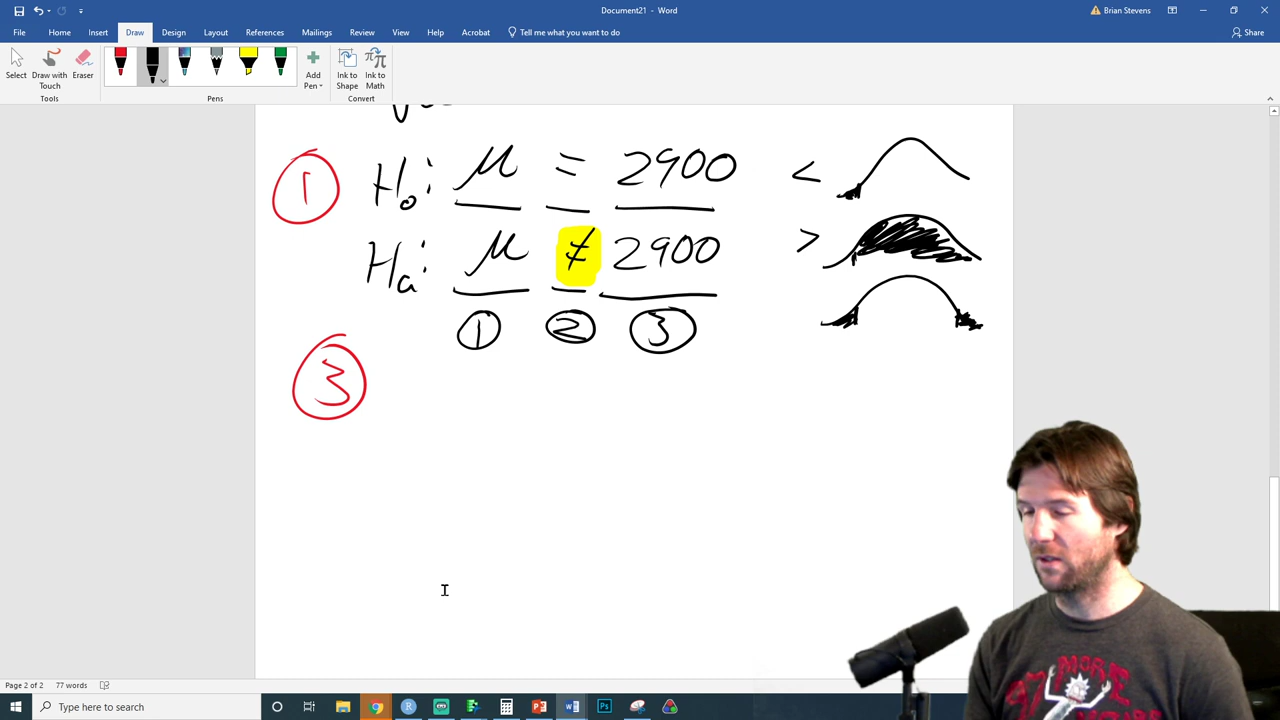 Document21 - Word
Brian Stevens
File Home Insert Draw Design Layout References Mailings Review View Help Acrobat Tell me what you want to do Share
Select Draw with Touch Eraser Add Pen Ink to Shape Ink to Math
Tools Pens Convert
1 H₀: μ = 2900 <
Hₐ: μ ≠ 2900 >
1 2 3
3
MORE
Page 2 of 2 77 words
Type here to search